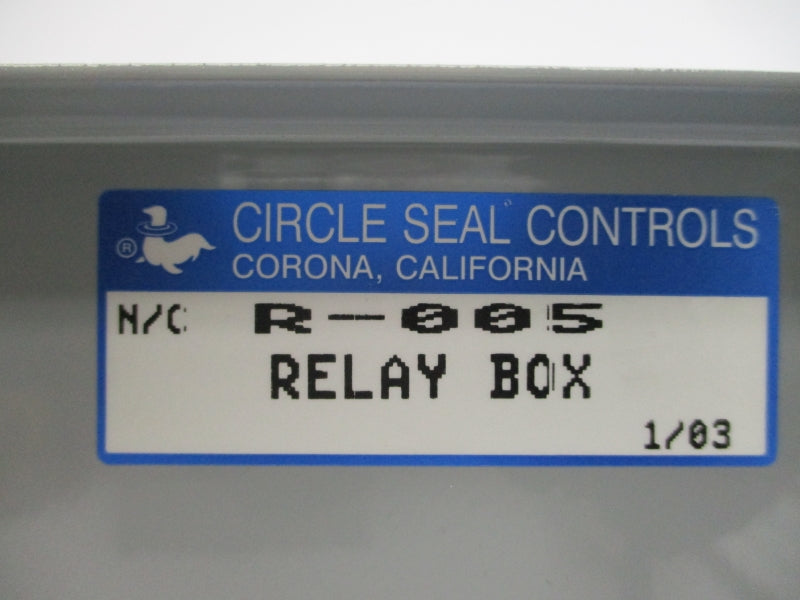 ® CIRCLE SEAL CONTROLS
CORONA, CALIFORNIA
N/C R-005
RELAY BOX
1/03